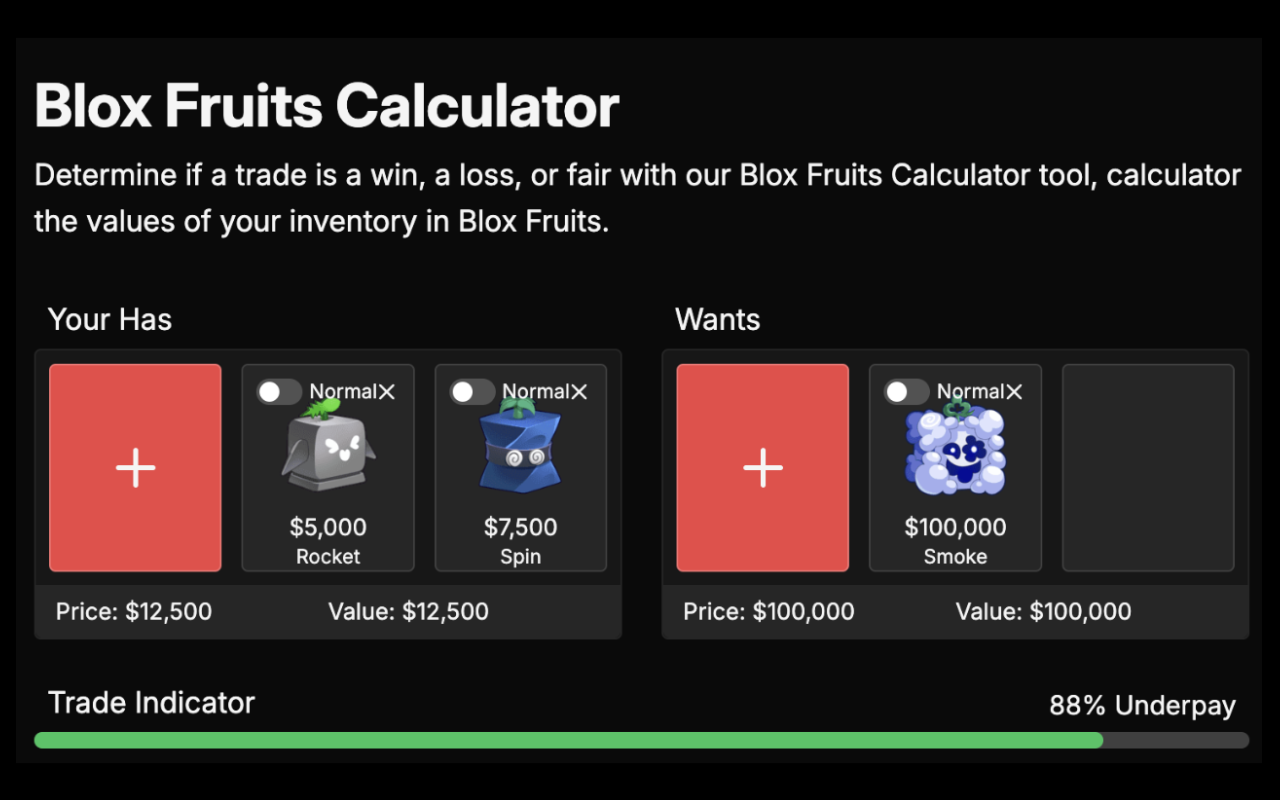 Blox Fruits Calculator
Determine if a trade is a win, a loss, or fair with our Blox Fruits Calculator tool, calculator
the values of your inventory in Blox Fruits.
Your Has
Normal
$5,000
Rocket
Normal
$7,500
Spin
Price: $12,500 Value: $12,500
Wants
Normal
$100,000
Smoke
Price: $100,000 Value: $100,000
Trade Indicator
88% Underpay